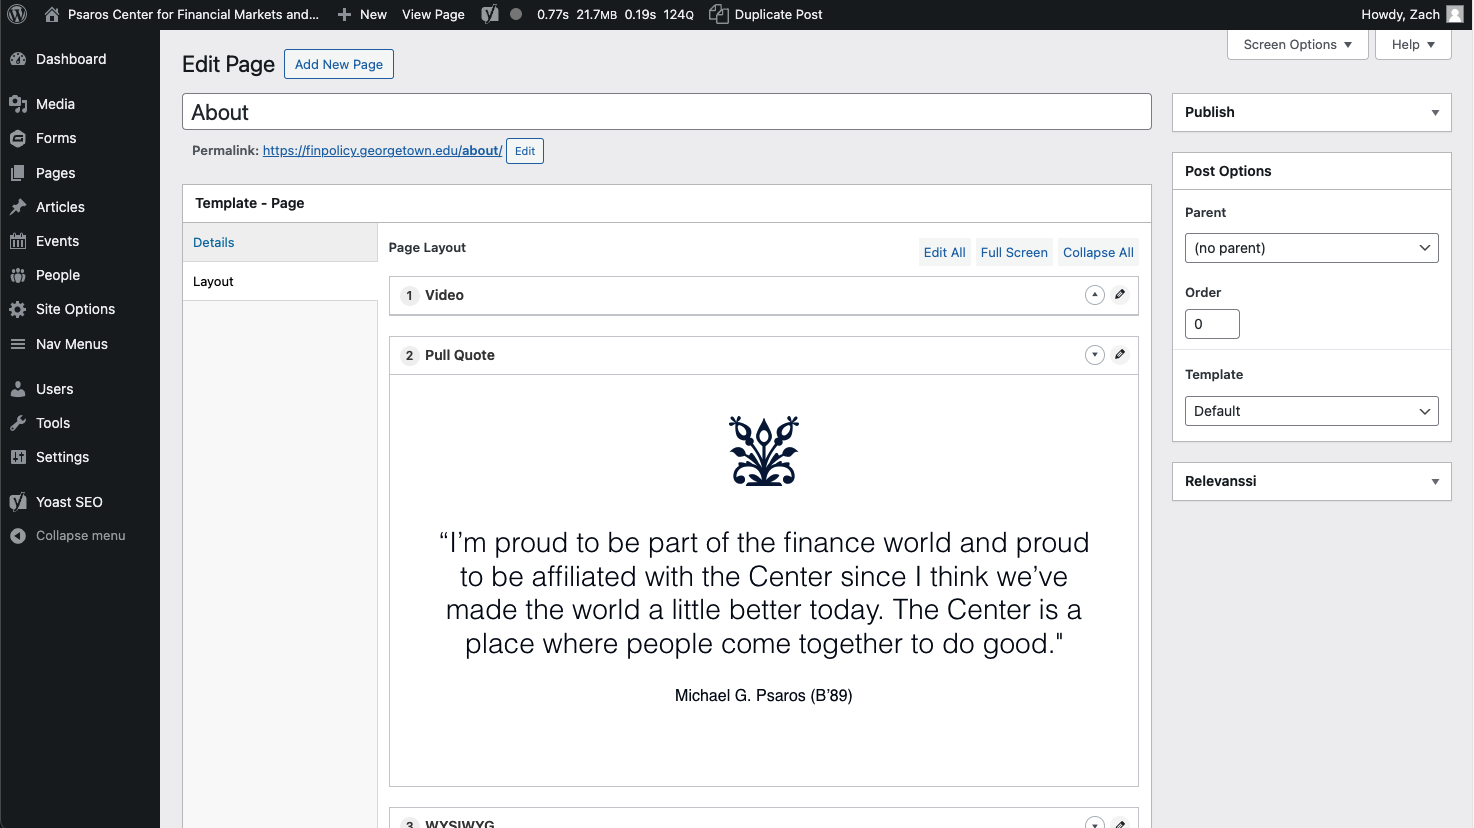 Psaros Center for Financial Markets and...
New
View Page
0.77s 21.7MB 0.19s 124Q
Duplicate Post
Howdy, Zach
Dashboard
Media
Forms
Pages
Articles
Events
People
Site Options
Nav Menus
Users
Tools
Settings
Yoast SEO
Collapse menu
Screen Options
Help
Edit Page
Add New Page
About
Permalink: https://finpolicy.georgetown.edu/about/
Edit
Template - Page
Details
Layout
Page Layout
Edit All
Full Screen
Collapse All
1 Video
2 Pull Quote
“I’m proud to be part of the finance world and proud
to be affiliated with the Center since I think we’ve
made the world a little better today. The Center is a
place where people come together to do good."
Michael G. Psaros (B’89)
3 WYSIWYG
Publish
Post Options
Parent
(no parent)
Order
0
Template
Default
Relevanssi